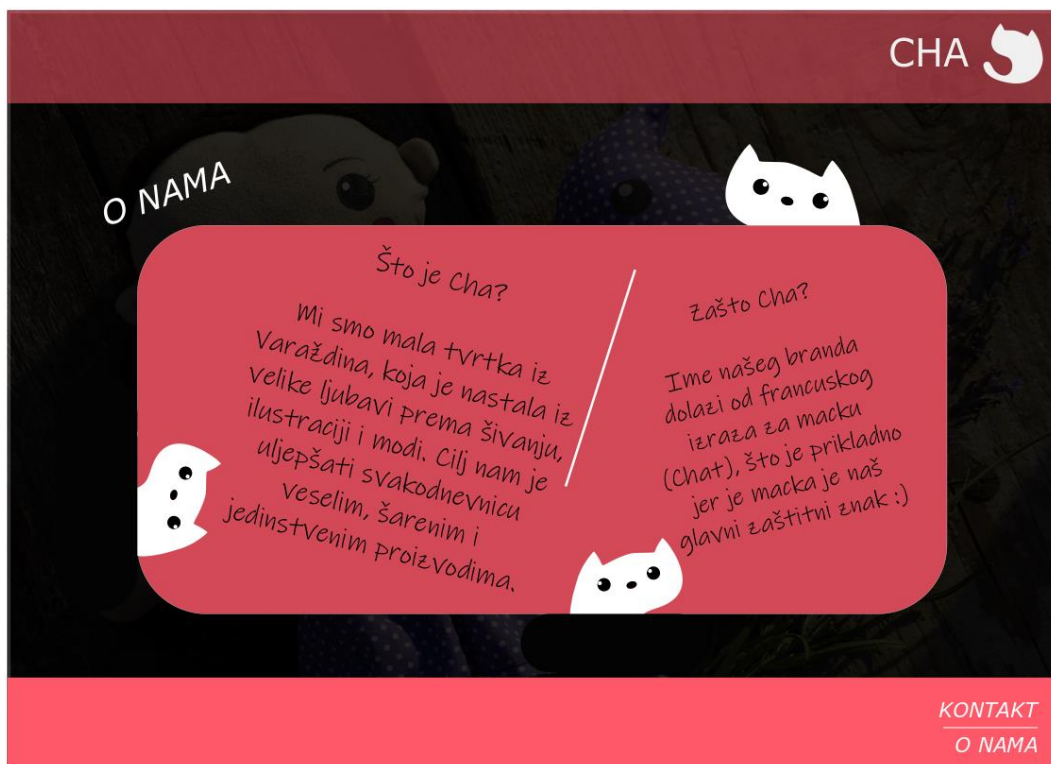 CHA
O NAMA
Što je Cha?
Mi smo mala tvrtka iz
Varaždina, koja je nastala iz
velike ljubavi prema šivanju,
ilustraciji i modi. Cilj nam je
uljepšati svakodnevnicu
veselim, šarenim i
jedinstvenim proizvodima.
Zašto Cha?
Ime našeg branda
dolazi od francuskog
izraza za macku
(Chat), što je prikladno
jer je macka je naš
glavni zaštitni znak :)
KONTAKT
O NAMA